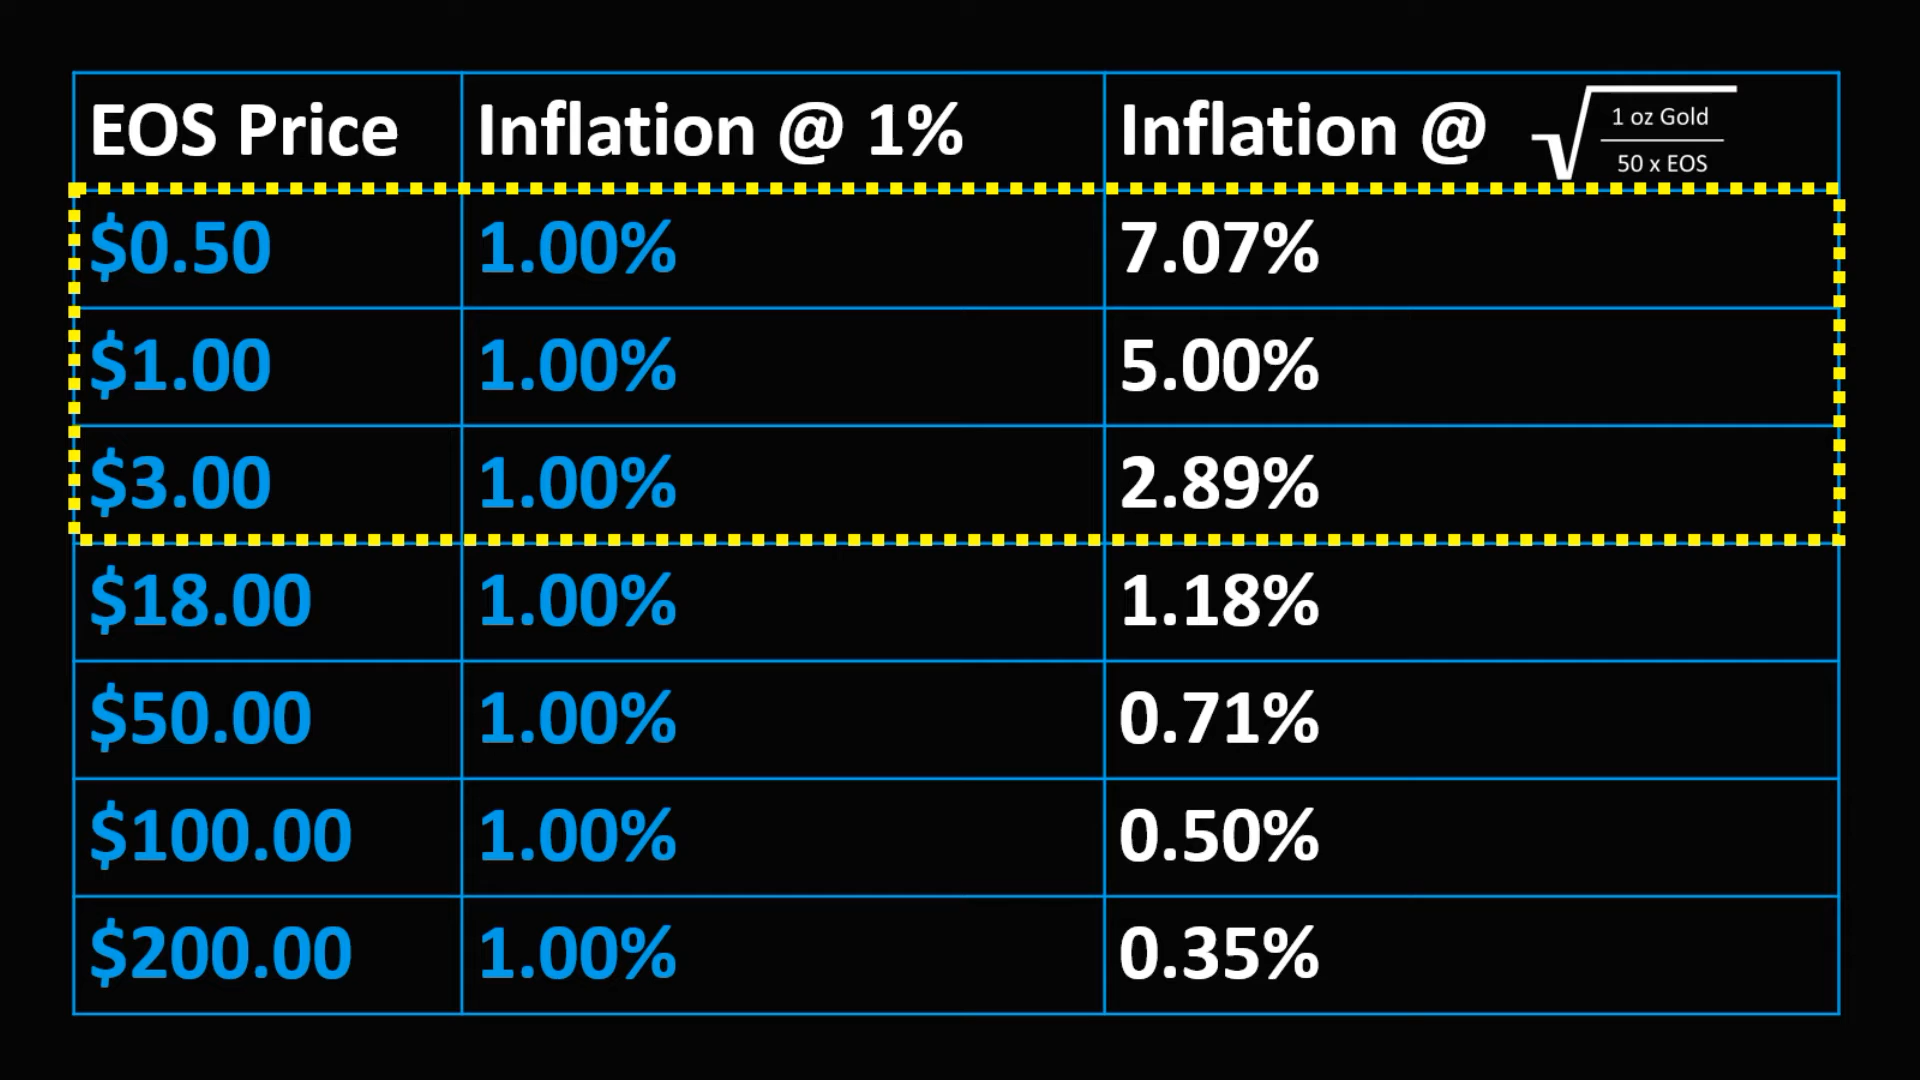 EOS Price Inflation @ 1% Inflation @ √ 1 oz Gold
50 x EOS
$0.50 1.00% 7.07%
$1.00 1.00% 5.00%
$3.00 1.00% 2.89%
$18.00 1.00% 1.18%
$50.00 1.00% 0.71%
$100.00 1.00% 0.50%
$200.00 1.00% 0.35%